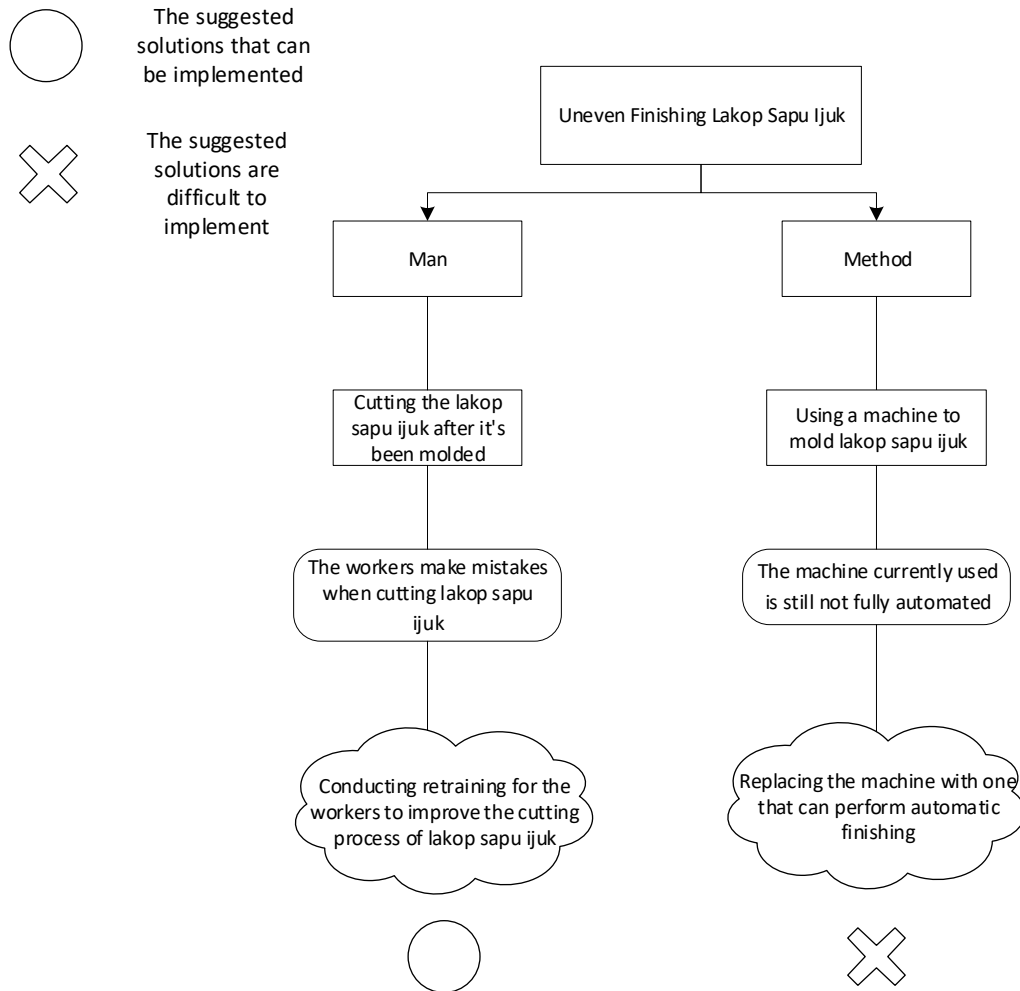 The suggested
solutions that can
be implemented
The suggested
solutions are
difficult to
implement
Uneven Finishing Lakop Sapu Ijuk
Man
Method
Cutting the lakop
sapu ijuk after it's
been molded
Using a machine to
mold lakop sapu ijuk
The workers make mistakes
when cutting lakop sapu
ijuk
The machine currently used
is still not fully automated
Conducting retraining for the
workers to improve the cutting
process of lakop sapu ijuk
Replacing the machine with one
that can perform automatic
finishing